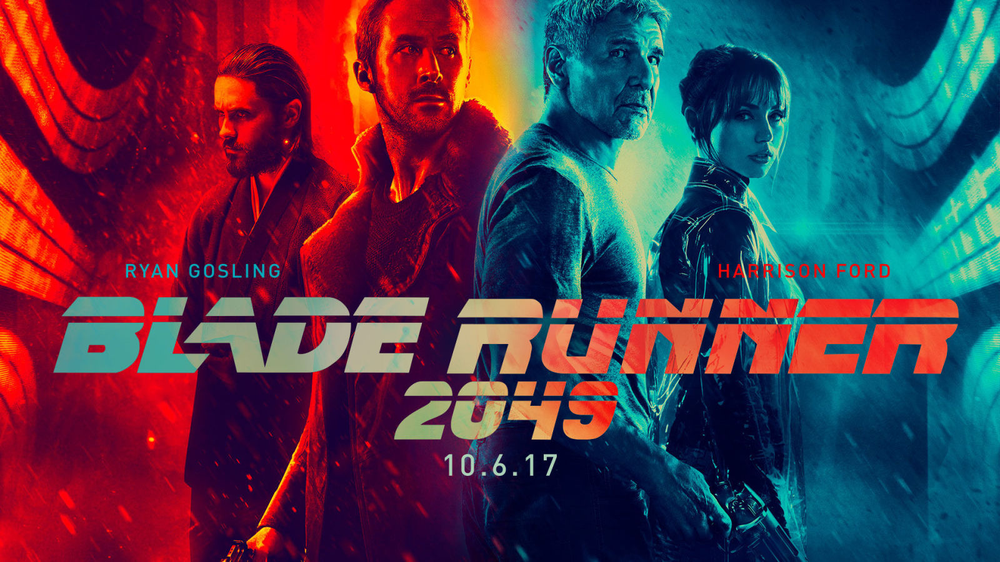 RYAN GOSLING
HARRISON FORD
BLADE RUNNER
2049
10.6.17